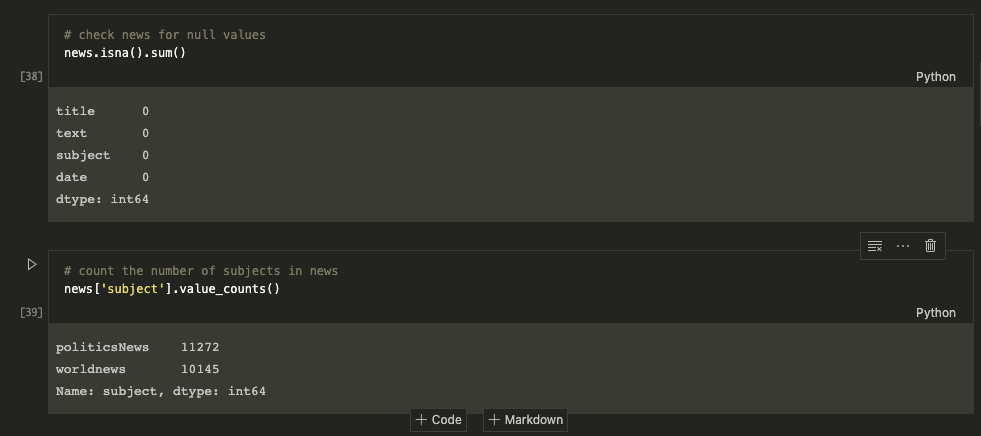 # check news for null values
news.isna().sum()
[38]
Python
title 0
text 0
subject 0
date 0
dtype: int64
# count the number of subjects in news
news['subject'].value_counts()
[39]
Python
politicsNews 11272
worldnews 10145
Name: subject, dtype: int64
+ Code + Markdown